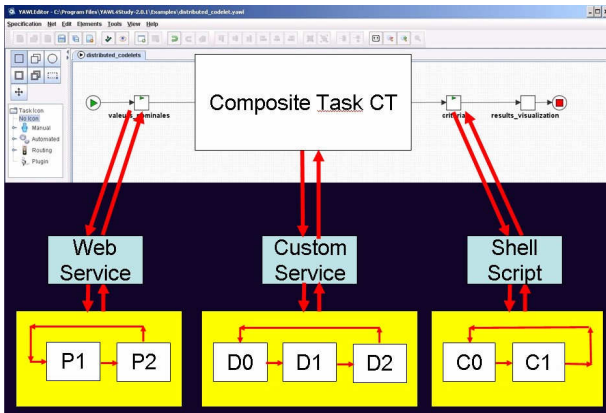 YAWLEditor - C:\Program Files\YAWL4Study-2.0.1\Examples\distributed_codelet.yawl
Specification Net Edit Elements Tools View Help
distributed_codelets
Task Icon
No Icon
Manual
Automated
Routing
Plugin
Composite Task CT
criteria
results_visualization
Web
Service
Custom
Service
Shell
Script
P1 P2
D0 D1 D2
C0 C1